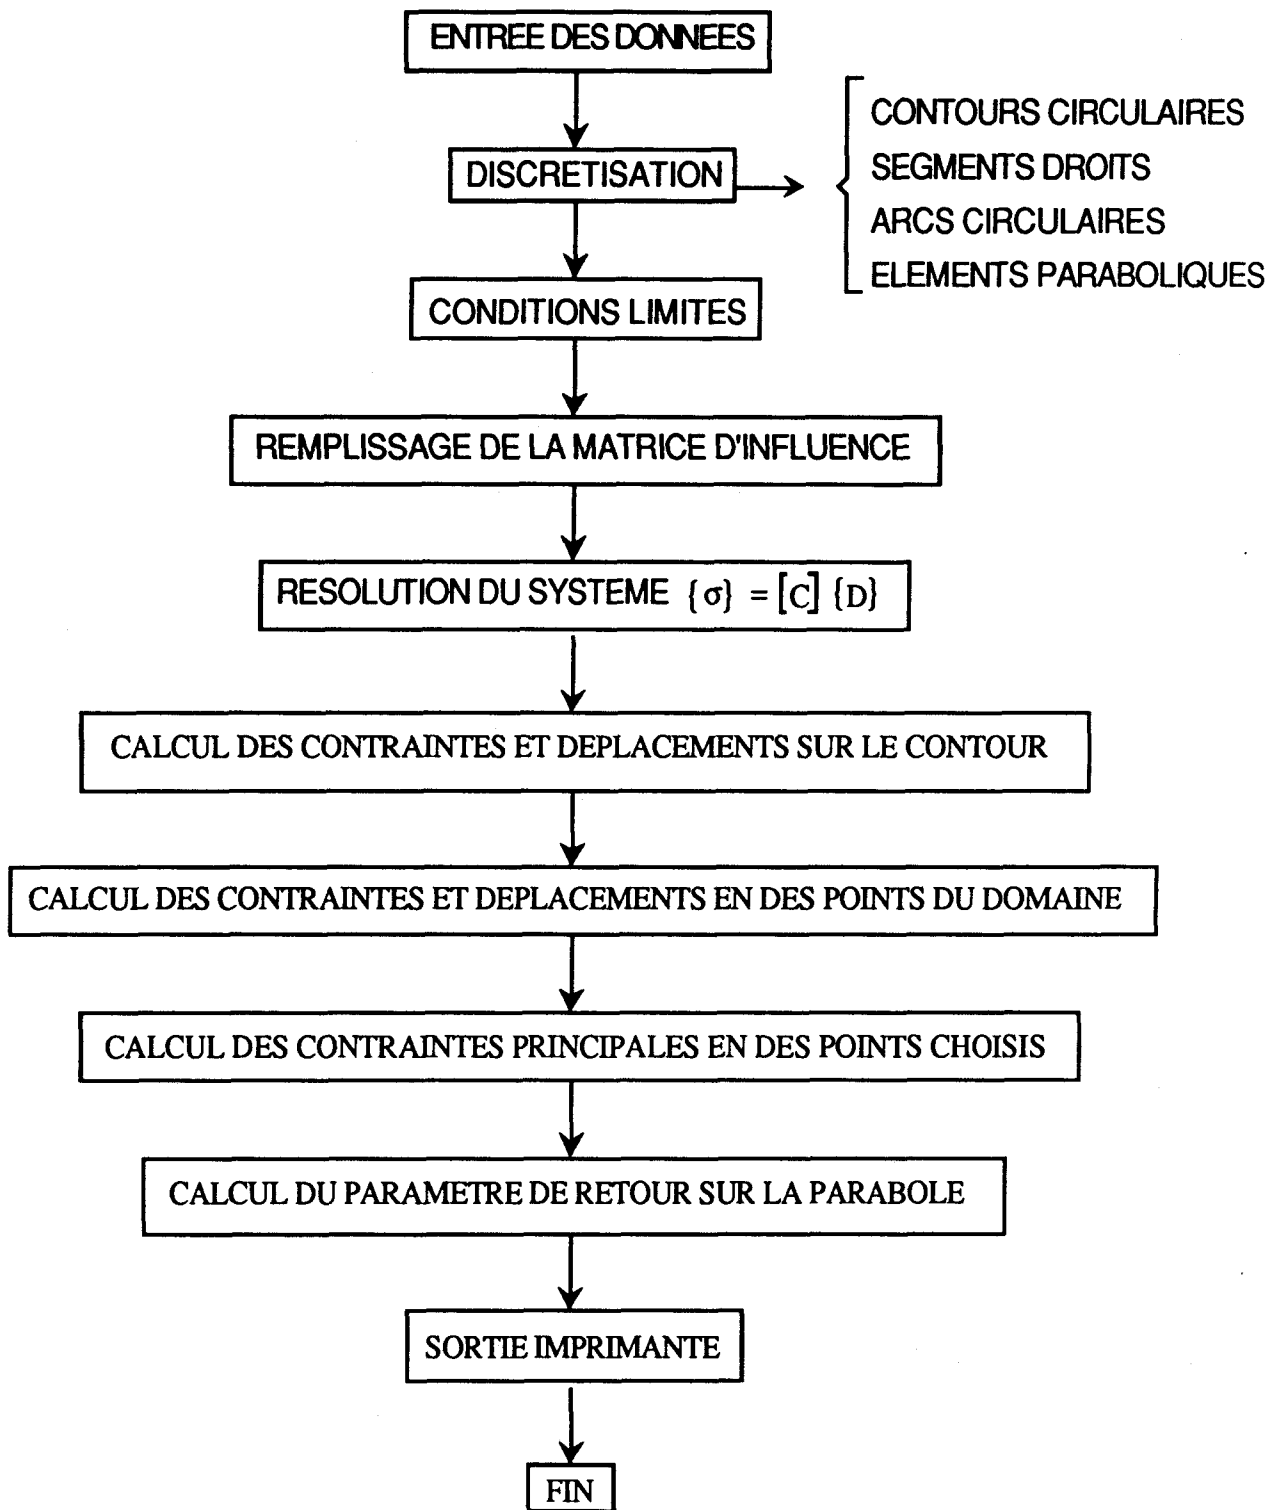 ENTREE DES DONNEES
DISCRETISATION
CONTOURS CIRCULAIRES
SEGMENTS DROITS
ARCS CIRCULAIRES
ELEMENTS PARABOLIQUES
CONDITIONS LIMITES
REMPLISSAGE DE LA MATRICE D'INFLUENCE
RESOLUTION DU SYSTEME {σ} = [C] {D}
CALCUL DES CONTRAINTES ET DEPLACEMENTS SUR LE CONTOUR
CALCUL DES CONTRAINTES ET DEPLACEMENTS EN DES POINTS DU DOMAINE
CALCUL DES CONTRAINTES PRINCIPALES EN DES POINTS CHOISIS
CALCUL DU PARAMETRE DE RETOUR SUR LA PARABOLE
SORTIE IMPRIMANTE
FIN